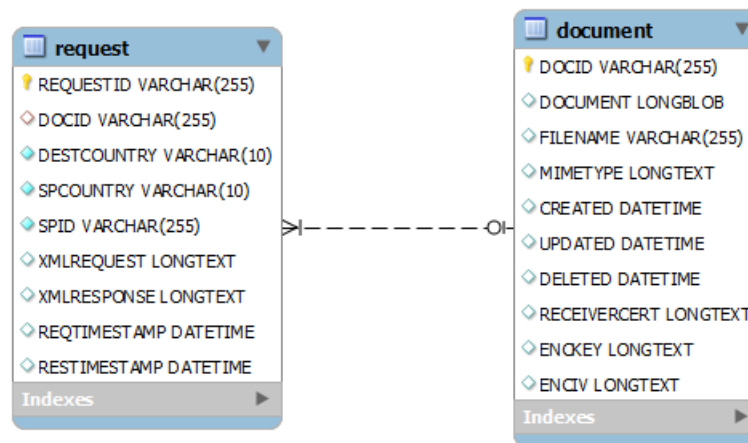 request
REQUESTID VARCHAR(255)
DOCID VARCHAR(255)
DESTCOUNTRY VARCHAR(10)
SPCOUNTRY VARCHAR(10)
SPID VARCHAR(255)
XMLREQUEST LONGTEXT
XMLRESPONSE LONGTEXT
REQTIMESTAMP DATETIME
RESTIMESTAMP DATETIME
Indexes
document
DOCID VARCHAR(255)
DOCUMENT LONGBLOB
FILENAME VARCHAR(255)
MIMETYPE LONGTEXT
CREATED DATETIME
UPDATED DATETIME
DELETED DATETIME
RECEIVERCERT LONGTEXT
ENCKEY LONGTEXT
ENCIV LONGTEXT
Indexes